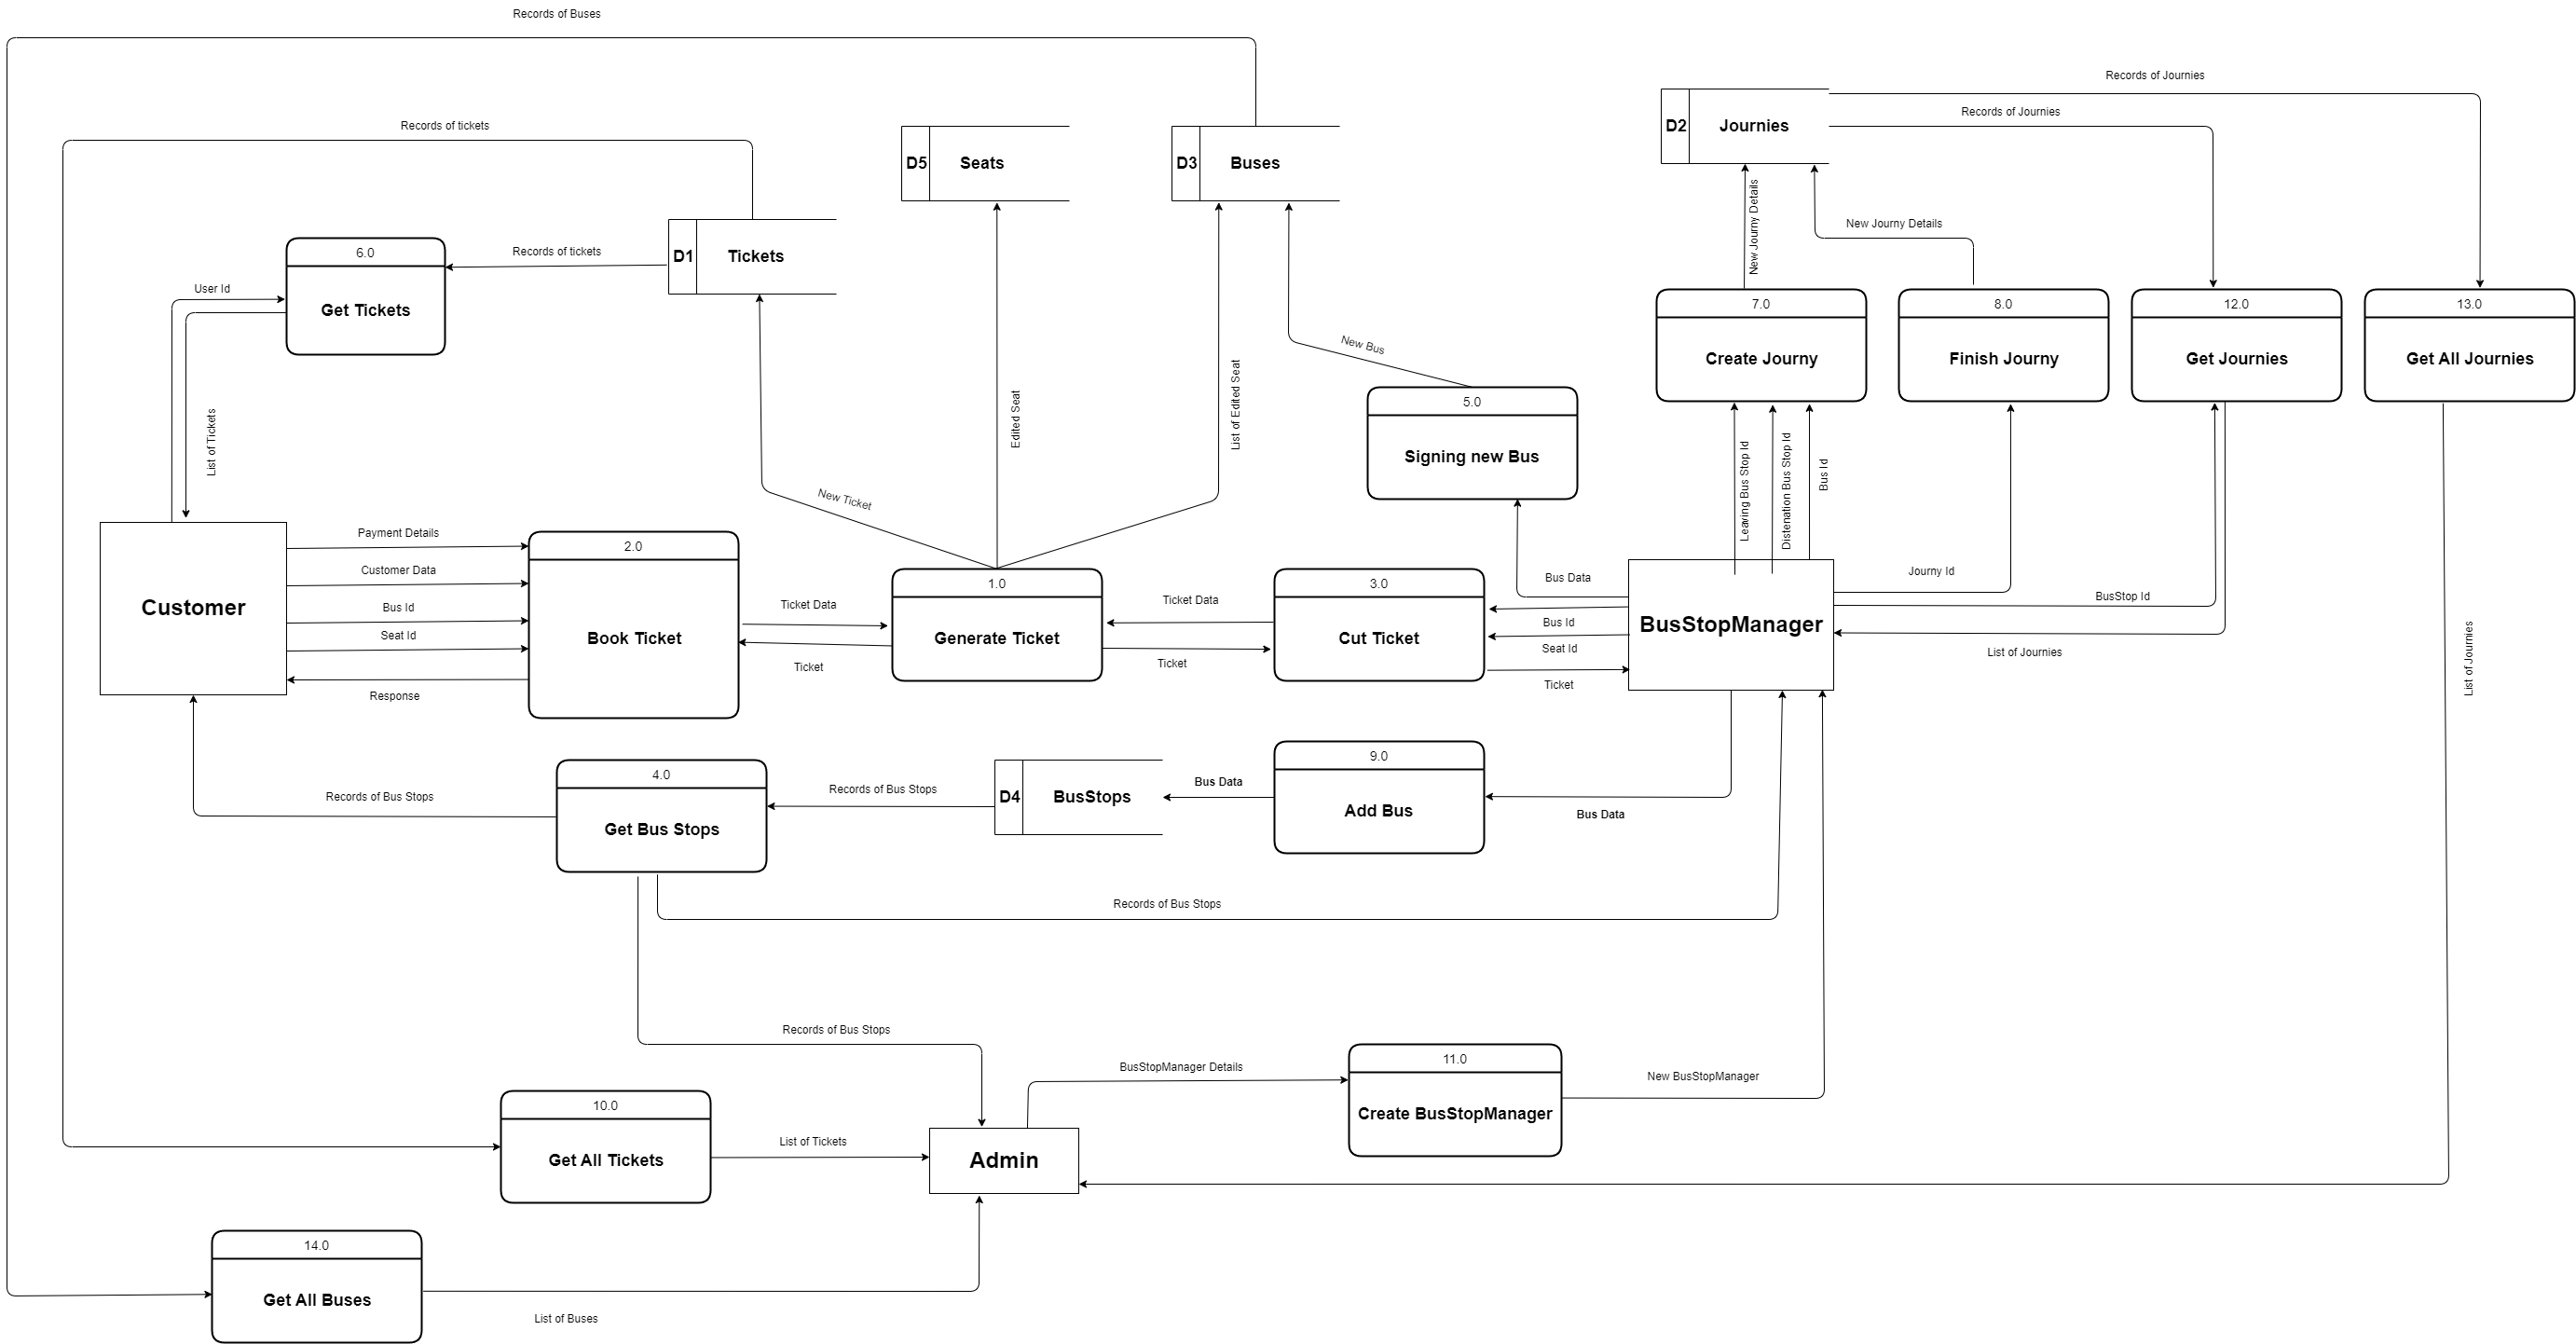 Records of Buses
Records of Journies
D2
Journies
Records of Journies
Records of tickets
D5
Seats
D3
Buses
New Journy Details
New Journy Details
6.0
Get Tickets
Records of tickets
D1
Tickets
User Id
List of Tickets
7.0
Create Journy
8.0
Finish Journy
12.0
Get Journies
13.0
Get All Journies
New Bus
Edited Seat
List of Edited Seat
5.0
Signing new Bus
Leaving Bus Stop Id
Distenation Bus Stop Id
Bus Id
New Ticket
Customer
Payment Details
Customer Data
Bus Id
Seat Id
Response
2.0
Book Ticket
Ticket Data
Ticket
1.0
Generate Ticket
Ticket Data
Ticket
3.0
Cut Ticket
Bus Data
Bus Id
Seat Id
Ticket
BusStopManager
Journy Id
BusStop Id
List of Journies
List of Journies
Records of Bus Stops
4.0
Get Bus Stops
Records of Bus Stops
D4
BusStops
Bus Data
9.0
Add Bus
Bus Data
Records of Bus Stops
Records of Bus Stops
BusStopManager Details
11.0
Create BusStopManager
New BusStopManager
10.0
Get All Tickets
List of Tickets
Admin
14.0
Get All Buses
List of Buses